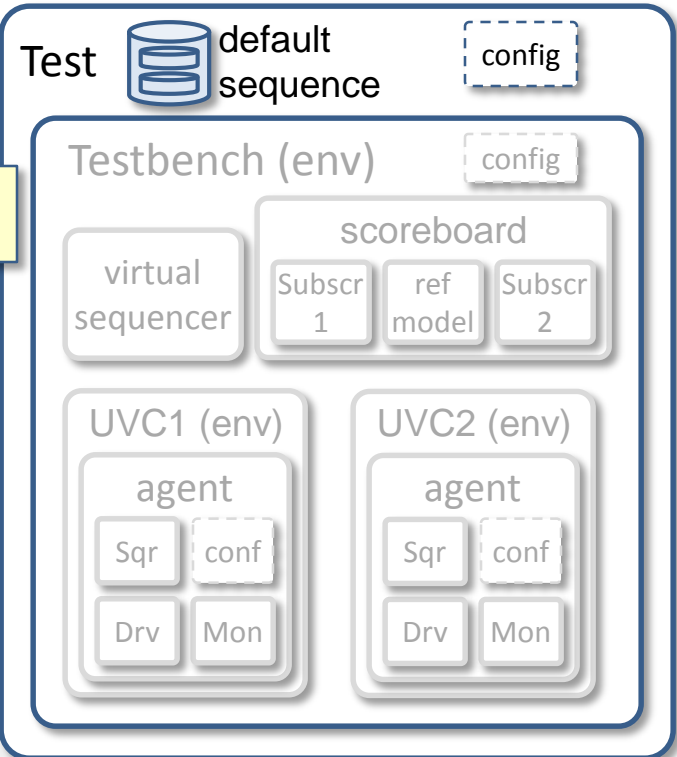 Test
default
sequence
config
Testbench (env)
config
virtual
sequencer
scoreboard
Subscr
1
ref
model
Subscr
2
UVC1 (env)
agent
Sqr
conf
Drv
Mon
UVC2 (env)
agent
Sqr
conf
Drv
Mon